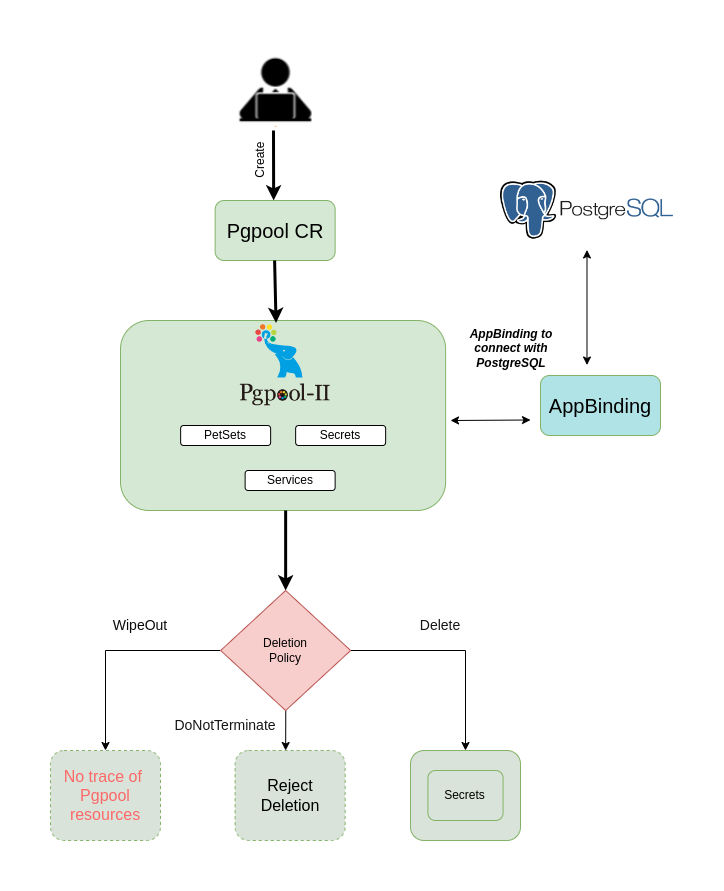 Create
Pgpool CR
PostgreSQL
Pgpool-II
AppBinding to
connect with
PostgreSQL
AppBinding
PetSets
Secrets
Services
Deletion
Policy
WipeOut
Delete
DoNotTerminate
No trace of
Pgpool
resources
Reject
Deletion
Secrets